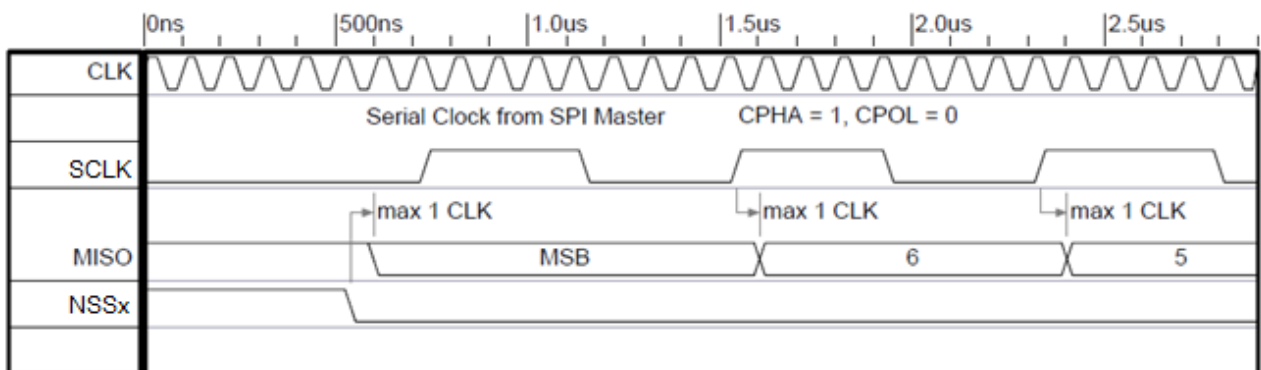 0ns 500ns 1.0us 1.5us 2.0us 2.5us
CLK
Serial Clock from SPI Master CPHA = 1, CPOL = 0
SCLK
max 1 CLK max 1 CLK max 1 CLK
MISO MSB 6 5
NSSx